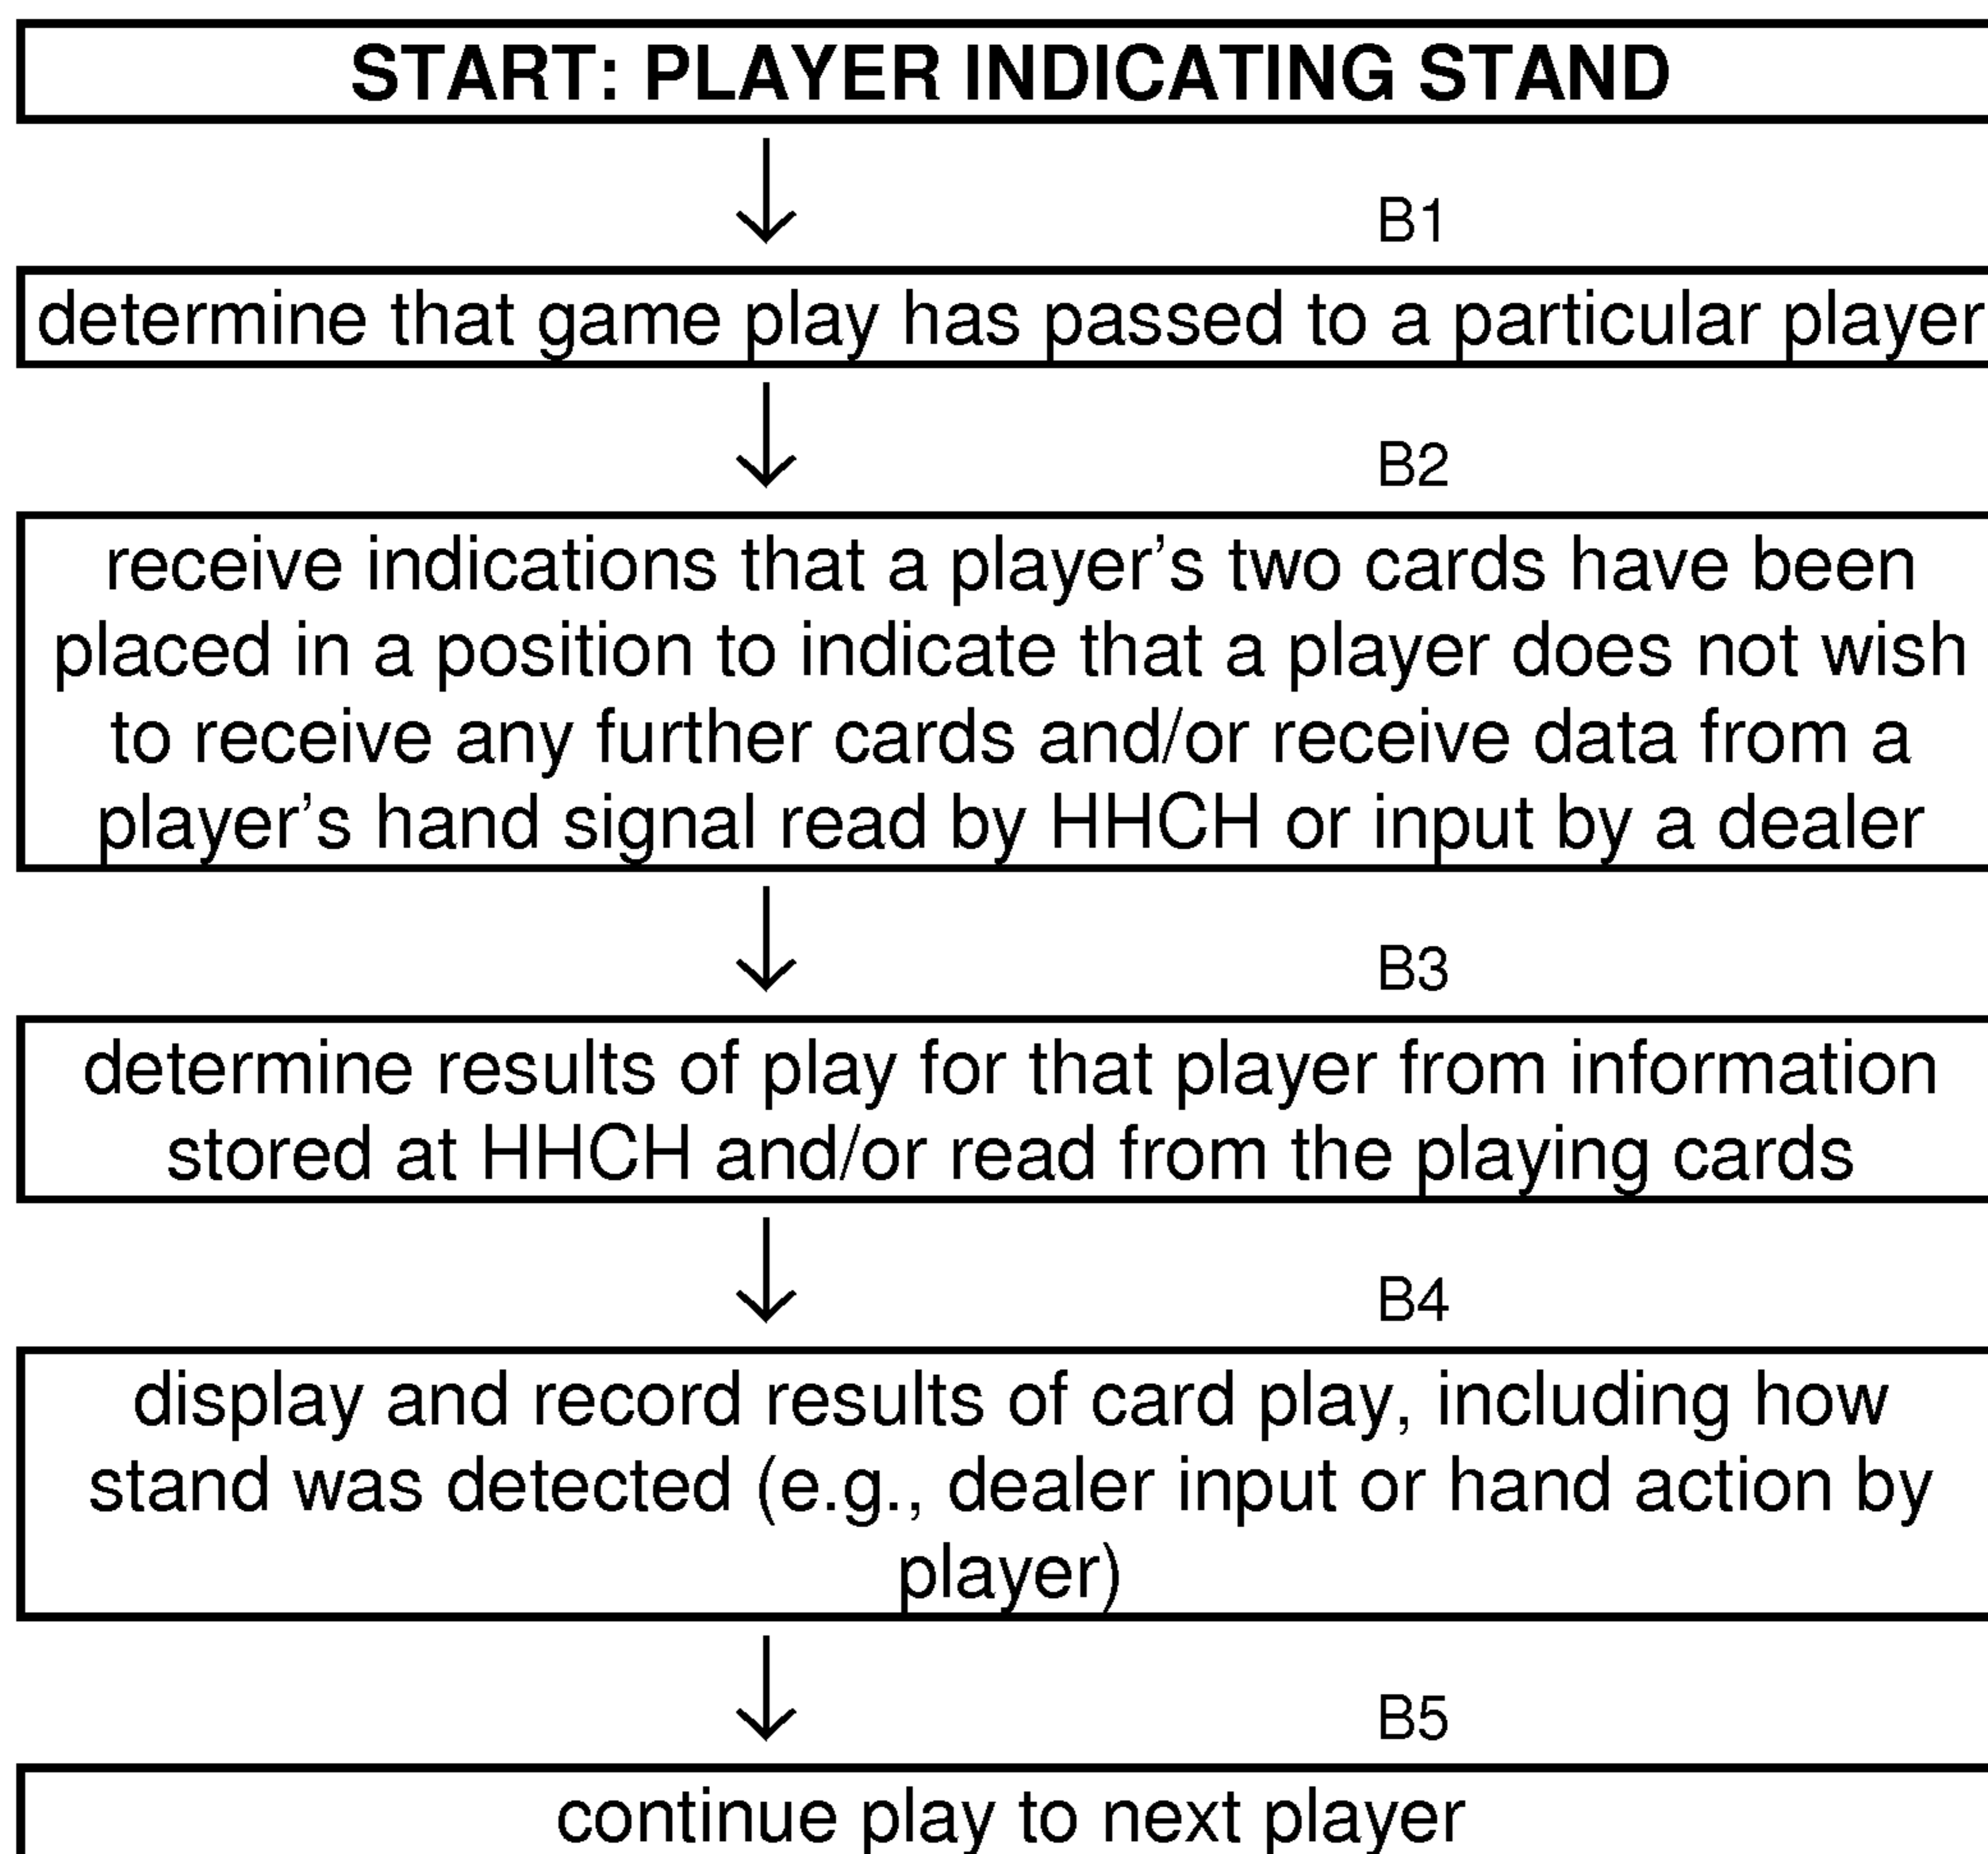 START: PLAYER INDICATING STAND
B1
determine that game play has passed to a particular player
B2
receive indications that a player's two cards have been
placed in a position to indicate that a player does not wish
to receive any further cards and/or receive data from a
player's hand signal read by HHCH or input by a dealer
B3
determine results of play for that player from information
stored at HHCH and/or read from the playing cards
B4
display and record results of card play, including how
stand was detected (e.g., dealer input or hand action by
player)
B5
continue play to next player